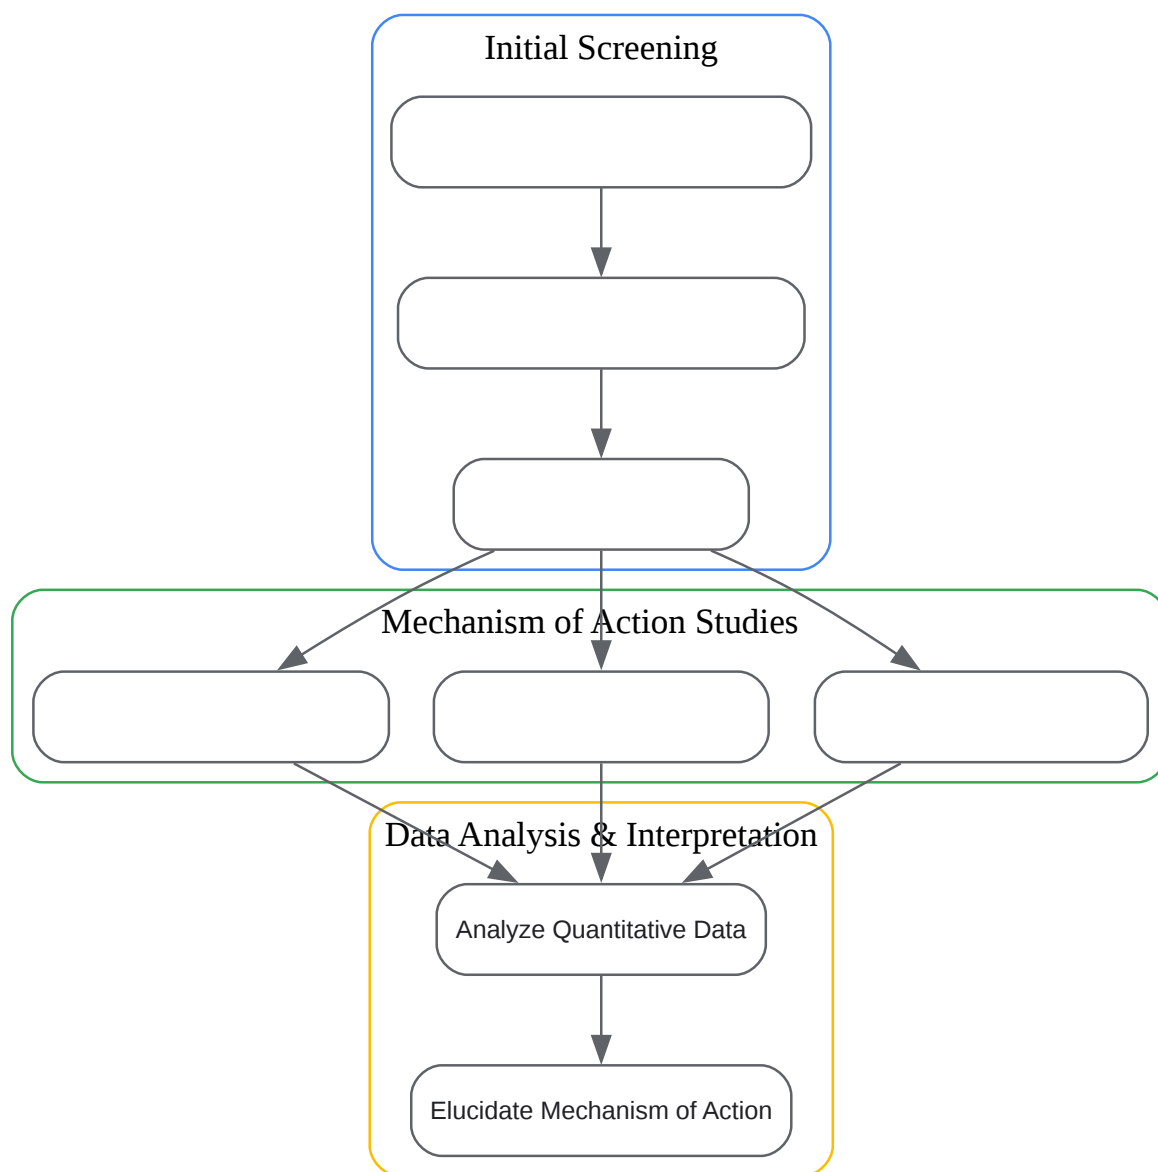 Initial Screening
Mechanism of Action Studies
Data Analysis & Interpretation
Analyze Quantitative Data
Elucidate Mechanism of Action